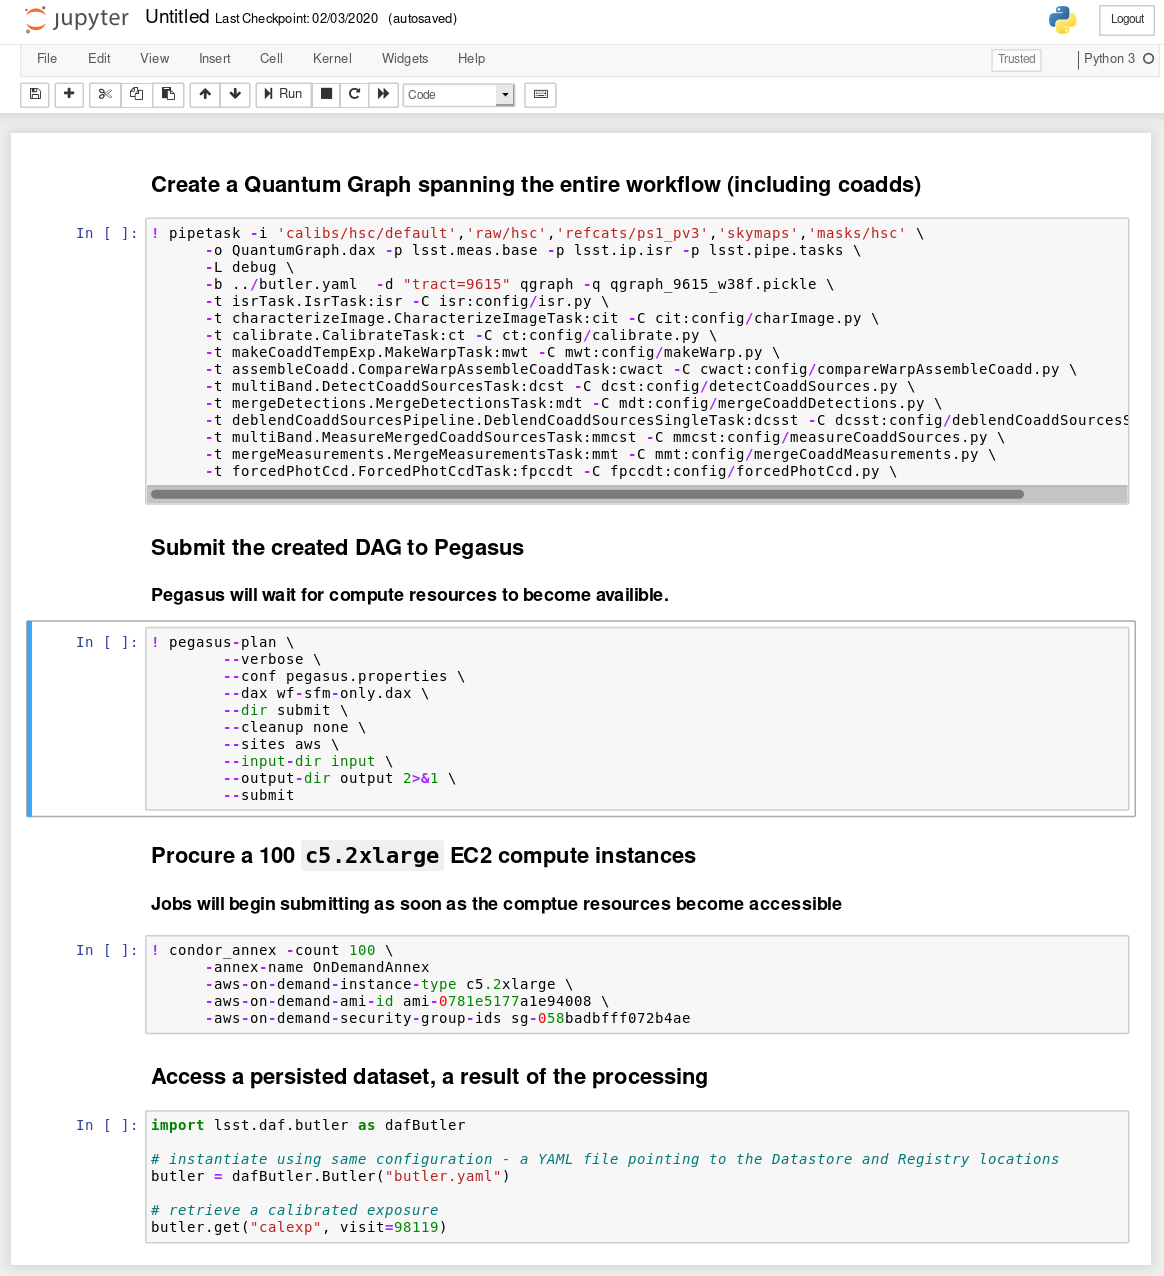 jupyter Untitled Last Checkpoint: 02/03/2020 (autosaved) Logout
File Edit View Insert Cell Kernel Widgets Help Trusted Python 3
Run Code
Create a Quantum Graph spanning the entire workflow (including coadds)
In [ ]: ! pipetask -i 'calibs/hsc/default','raw/hsc','refcats/ps1_pv3','skymaps','masks/hsc' \
-o QuantumGraph.dax -p lsst.meas.base -p lsst.ip.isr -p lsst.pipe.tasks \
-L debug \
-b ../butler.yaml  -d "tract=9615" qgraph -q qgraph_9615_w38f.pickle \
-t isrTask.IsrTask:isr -C isr:config/isr.py \
-t characterizeImage.CharacterizeImageTask:cit -C cit:config/charImage.py \
-t calibrate.CalibrateTask:ct -C ct:config/calibrate.py \
-t makeCoaddTempExp.MakeWarpTask:mwt -C mwt:config/makeWarp.py \
-t assembleCoadd.CompareWarpAssembleCoaddTask:cwact -C cwact:config/compareWarpAssembleCoadd.py \
-t multiBand.DetectCoaddSourcesTask:dcst -C dcst:config/detectCoaddSources.py \
-t mergeDetections.MergeDetectionsTask:mdt -C mdt:config/mergeCoaddDetections.py \
-t deblendCoaddSourcesPipeline.DeblendCoaddSourcesSingleTask:dcsst -C dcsst:config/deblendCoaddSourcesS
-t multiBand.MeasureMergedCoaddSourcesTask:mmcst -C mmcst:config/measureCoaddSources.py \
-t mergeMeasurements.MergeMeasurementsTask:mmt -C mmt:config/mergeCoaddMeasurements.py \
-t forcedPhotCcd.ForcedPhotCcdTask:fpccdt -C fpccdt:config/forcedPhotCcd.py \
Submit the created DAG to Pegasus
Pegasus will wait for compute resources to become availible.
In [ ]: ! pegasus-plan \
--verbose \
--conf pegasus.properties \
--dax wf-sfm-only.dax \
--dir submit \
--cleanup none \
--sites aws \
--input-dir input \
--output-dir output 2>&1 \
--submit
Procure a 100 c5.2xlarge EC2 compute instances
Jobs will begin submitting as soon as the comptue resources become accessible
In [ ]: ! condor_annex -count 100 \
-annex-name OnDemandAnnex
-aws-on-demand-instance-type c5.2xlarge \
-aws-on-demand-ami-id ami-0781e5177a1e94008 \
-aws-on-demand-security-group-ids sg-058badbfff072b4ae
Access a persisted dataset, a result of the processing
In [ ]: import lsst.daf.butler as dafButler
# instantiate using same configuration - a YAML file pointing to the Datastore and Registry locations
butler = dafButler.Butler("butler.yaml")
# retrieve a calibrated exposure
butler.get("calexp", visit=98119)